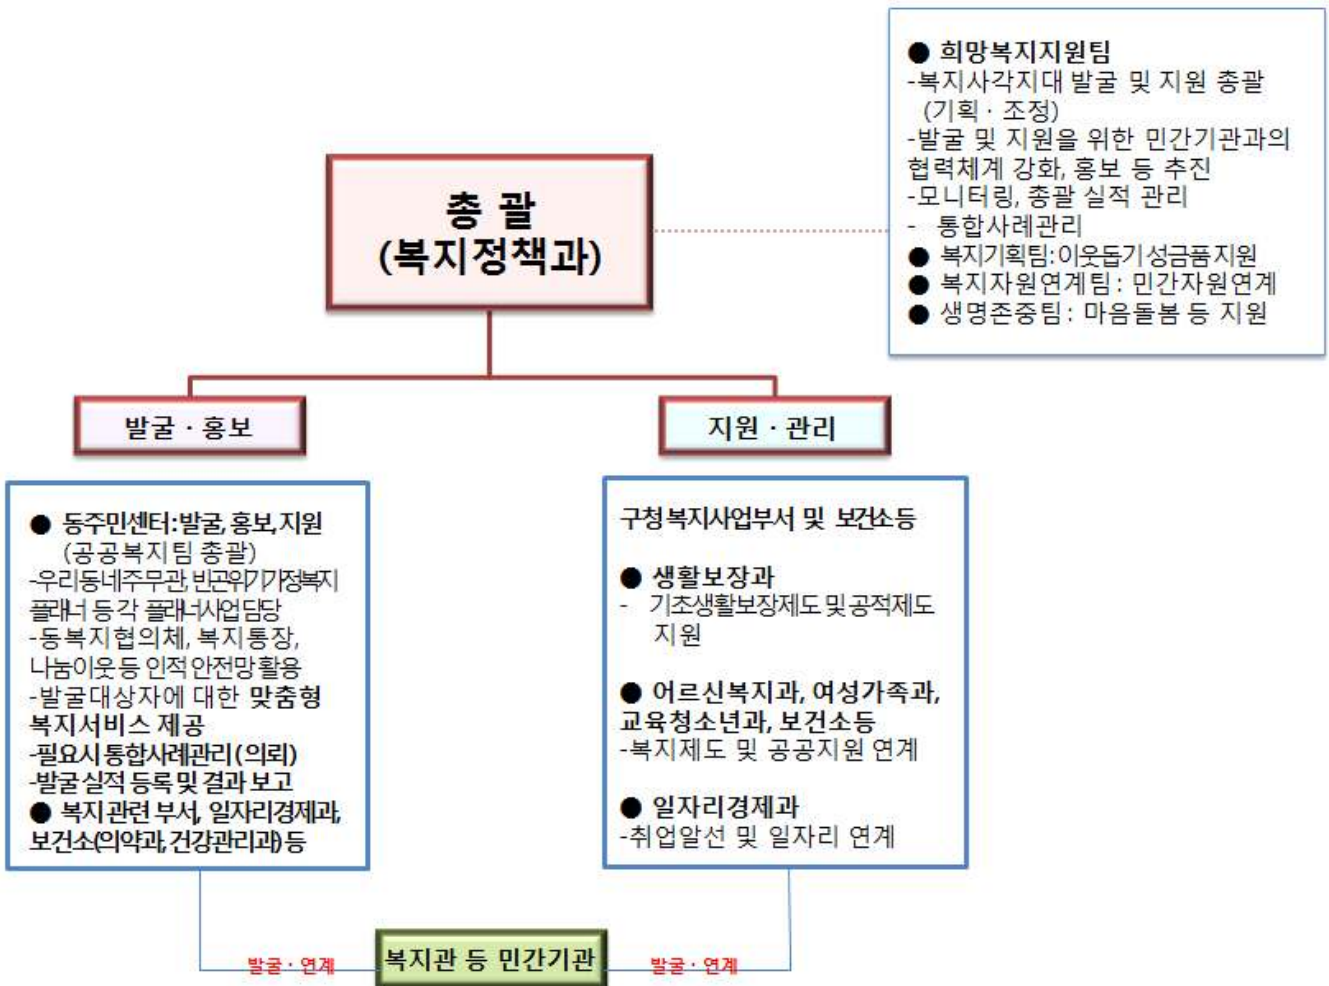 ● 희망복지지원팀
-복지사각지대 발굴 및 지원 총괄
(기획 · 조정)
-발굴 및 지원을 위한 민간기관과의
협력체계 강화, 홍보 등 추진
-모니터링, 총괄 실적 관리
- 통합사례관리
● 복지기획팀: 이웃돕기 성금품 지원
● 복지자원연계팀 : 민간자원연계
● 생명존중팀 : 마음돌봄 등 지원
총 괄
(복지정책과)
발굴 · 홍보
지원 · 관리
● 동주민센터: 발굴, 홍보, 지원
(공공복지팀 총괄)
-우리동네주무관, 빈곤위기가정복지
플래너 등 각 플래너사업 담당
-동복지협의체, 복지통장,
나눔이웃 등 인적 안전망 활용
-발굴대상자에 대한 맞춤형
복지서비스 제공
-필요시 통합사례관리 (의뢰)
-발굴 실적 등록 및 결과 보고
● 복지 관련 부서, 일자리경제과,
보건소(의약과, 건강관리과) 등
구청 복지사업부서 및 보건소등
● 생활보장과
- 기초생활보장제도 및 공적제도
지원
● 어르신복지과, 여성가족과,
교육청소년과, 보건소등
-복지제도 및 공공지원 연계
● 일자리경제과
-취업알선 및 일자리 연계
발굴 · 연계
복지관 등 민간기관
발굴 · 연계